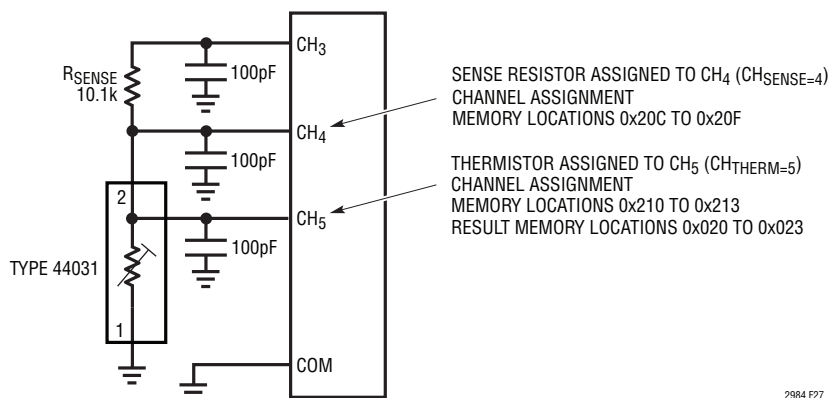 CH3
RSENSE
10.1k
100pF
CH4
100pF
2
CH5
100pF
TYPE 44031
1
COM
SENSE RESISTOR ASSIGNED TO CH4 (CHSENSE=4)
CHANNEL ASSIGNMENT
MEMORY LOCATIONS 0x20C TO 0x20F
THERMISTOR ASSIGNED TO CH5 (CHTHERM=5)
CHANNEL ASSIGNMENT
MEMORY LOCATIONS 0x210 TO 0x213
RESULT MEMORY LOCATIONS 0x020 TO 0x023
2984 F27